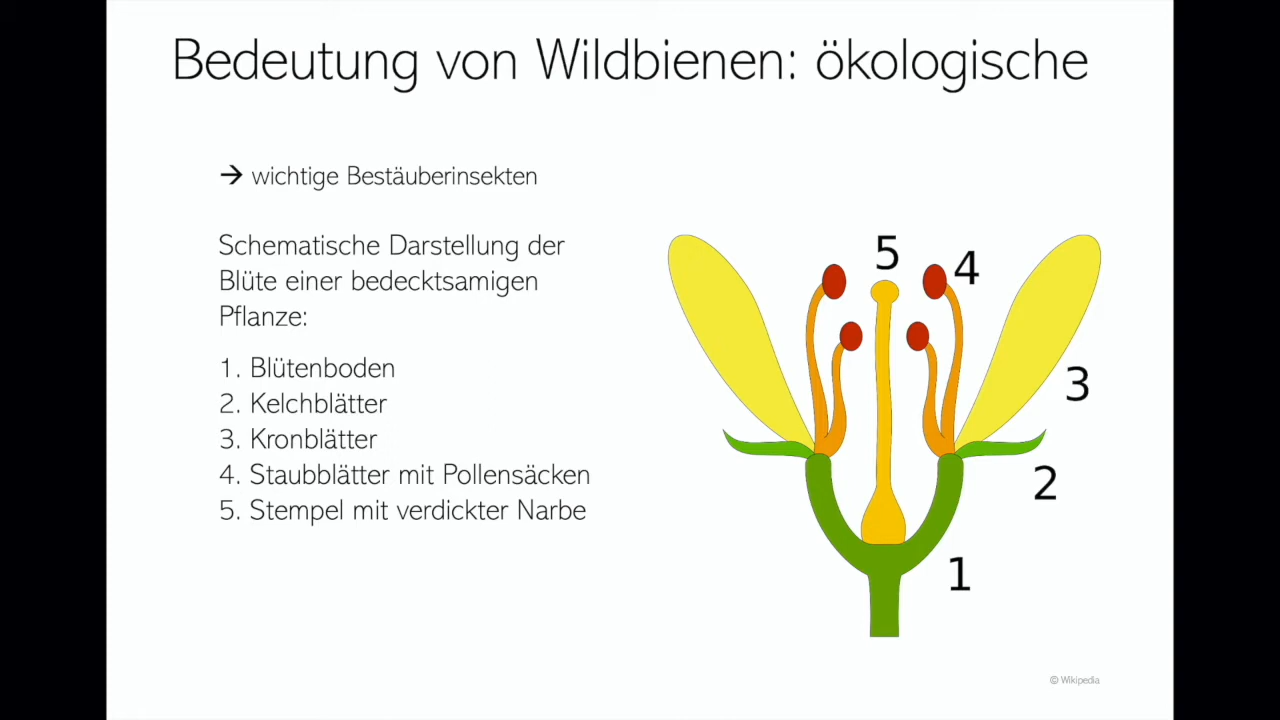 Bedeutung von Wildbienen: ökologische
→ wichtige Bestäuberinsekten
Schematische Darstellung der
Blüte einer bedecktsamigen
Pflanze:
1. Blütenboden
2. Kelchblätter
3. Kronblätter
4. Staubblätter mit Pollensäcken
5. Stempel mit verdickter Narbe
5
4
3
2
1
© Wikipedia